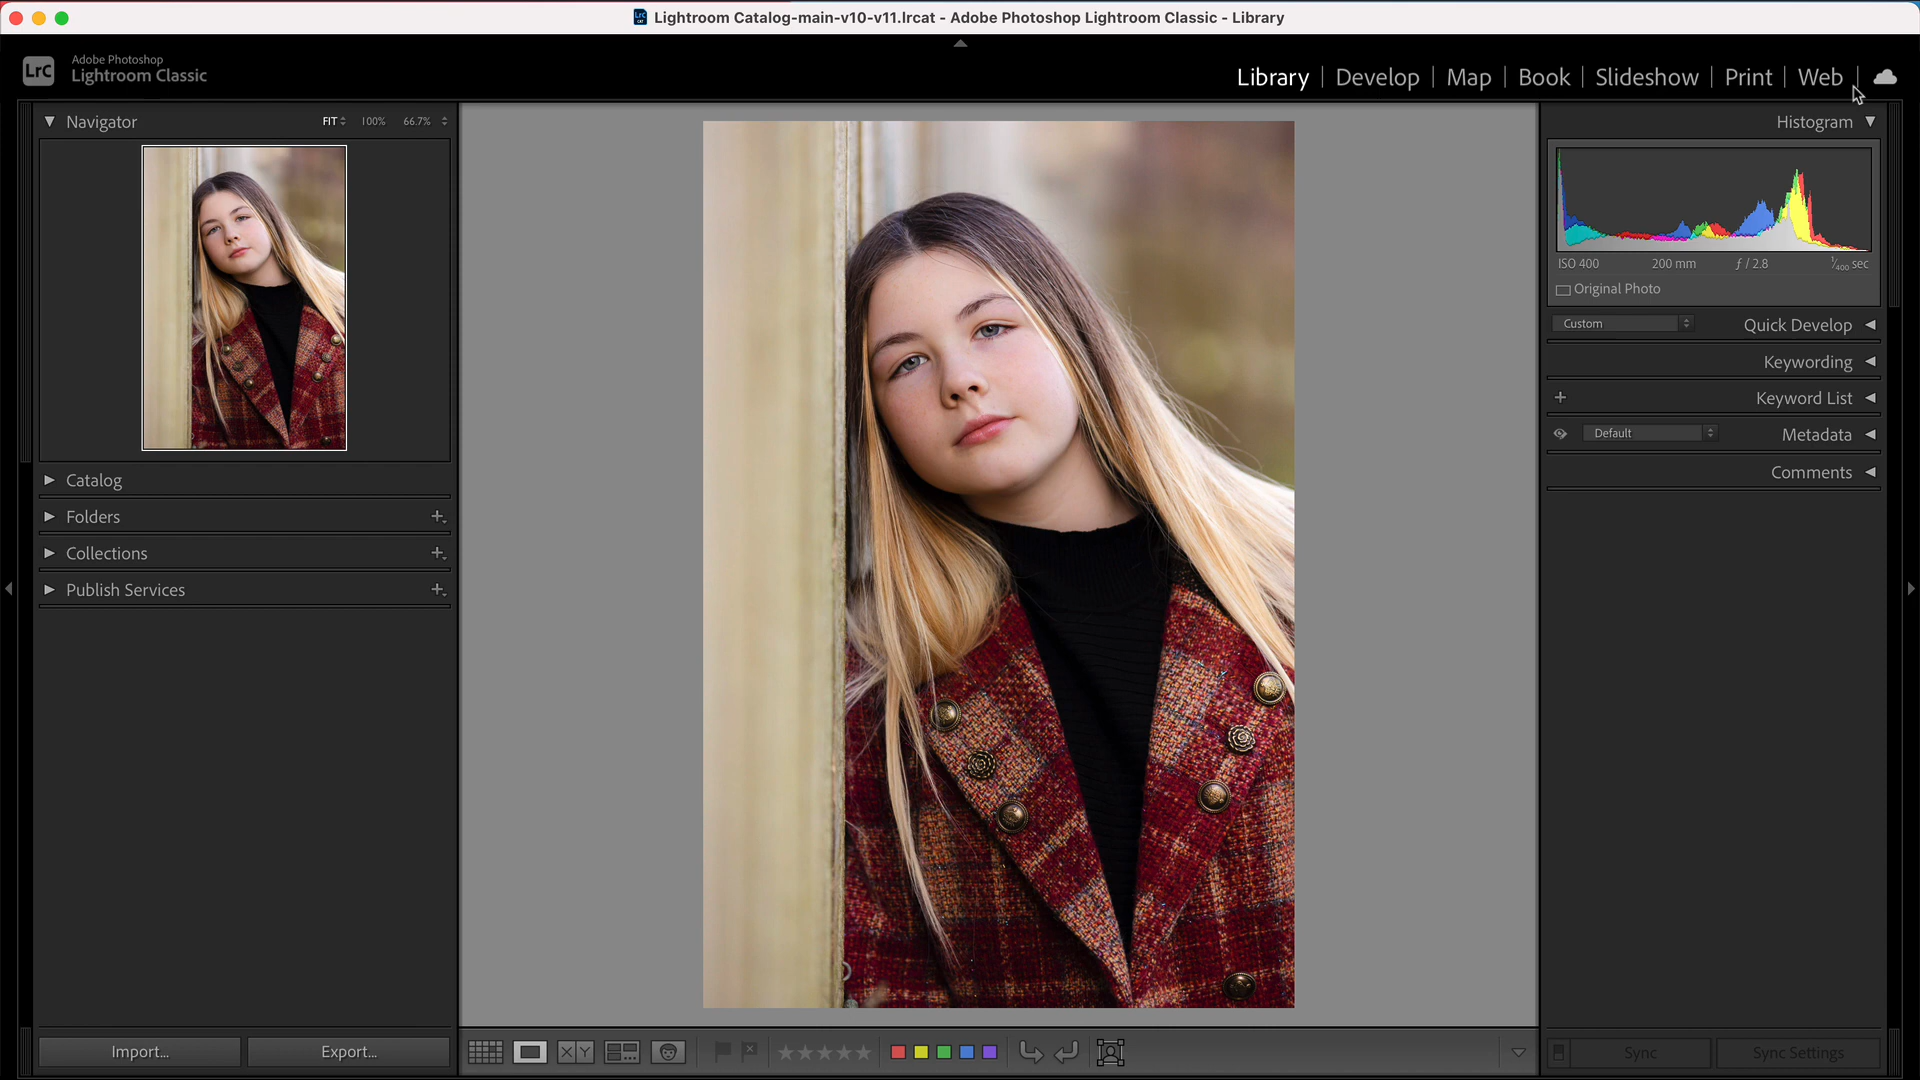 Lightroom Catalog-main-v10-v11.lrcat - Adobe Photoshop Lightroom Classic - Library
LrC
Adobe Photoshop
Lightroom Classic
Library | Develop | Map | Book | Slideshow | Print | Web |
Navigator FIT 100% 66.7%
Histogram
ISO 400 200 mm ƒ / 2.8 1/400 sec
Original Photo
Custom Quick Develop
Keywording
Keyword List
Default Metadata
Comments
Catalog
Folders
Collections
Publish Services
Import... Export...
XY
Sync Sync Settings